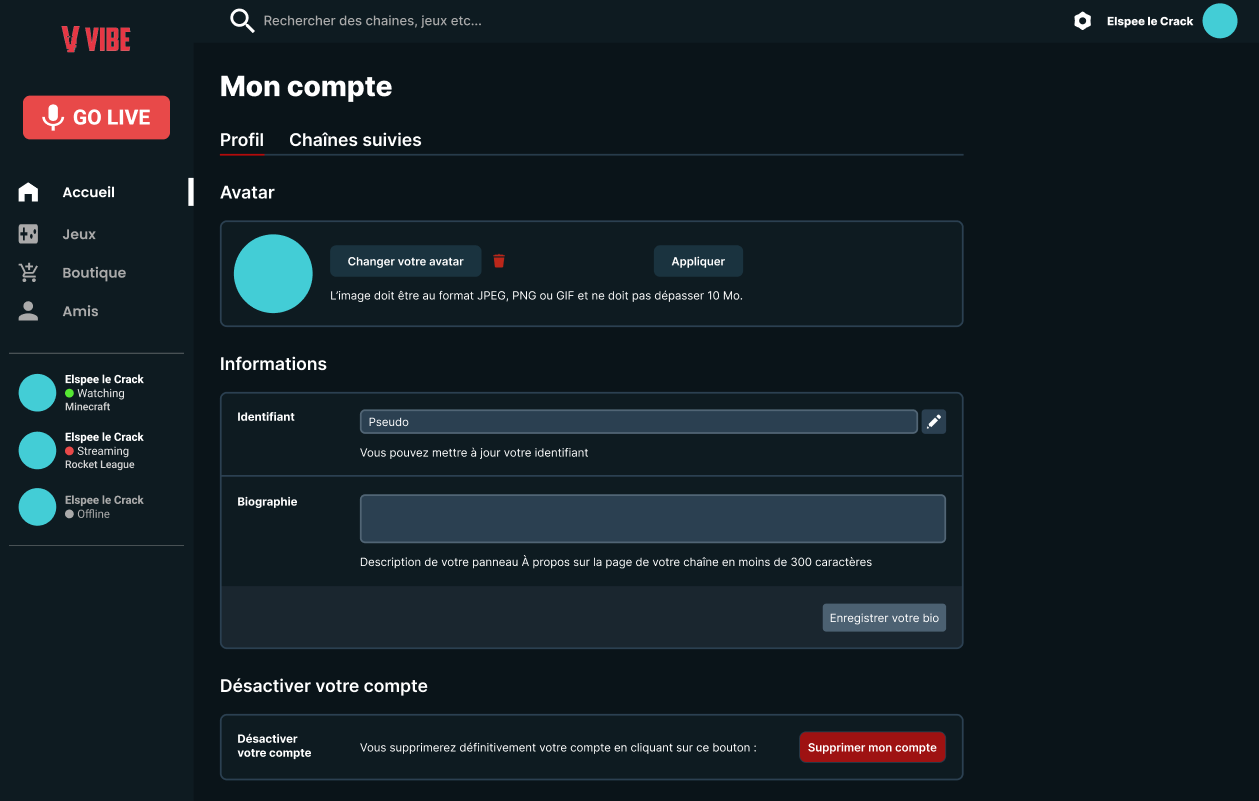 VIBE
Rechercher des chaines, jeux etc...
Elspee le Crack
GO LIVE
Accueil
Jeux
Boutique
Amis
Elspee le Crack
Watching
Minecraft
Elspee le Crack
Streaming
Rocket League
Elspee le Crack
Offline
Mon compte
Profil Chaînes suivies
Avatar
Changer votre avatar Appliquer
L'image doit être au format JPEG, PNG ou GIF et ne doit pas dépasser 10 Mo.
Informations
Identifiant Pseudo
Vous pouvez mettre à jour votre identifiant
Biographie
Description de votre panneau À propos sur la page de votre chaîne en moins de 300 caractères
Enregistrer votre bio
Désactiver votre compte
Désactiver
votre compte
Vous supprimerez définitivement votre compte en cliquant sur ce bouton :
Supprimer mon compte